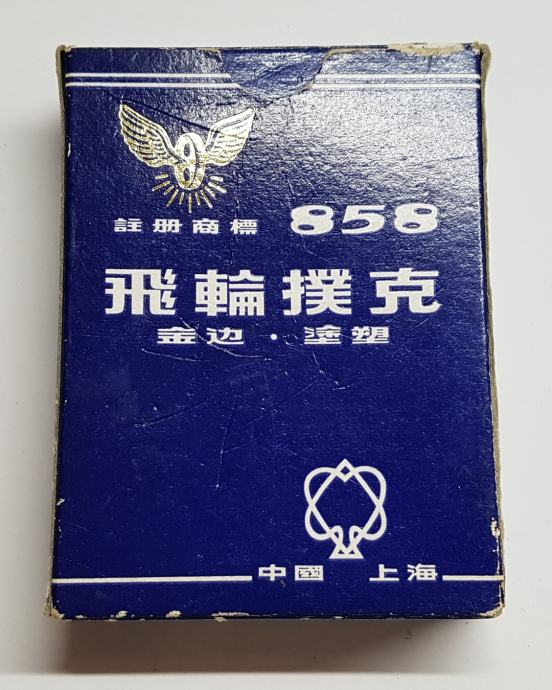 註册商標 858
飛輪撲克
金边·塗塑
中國 上海